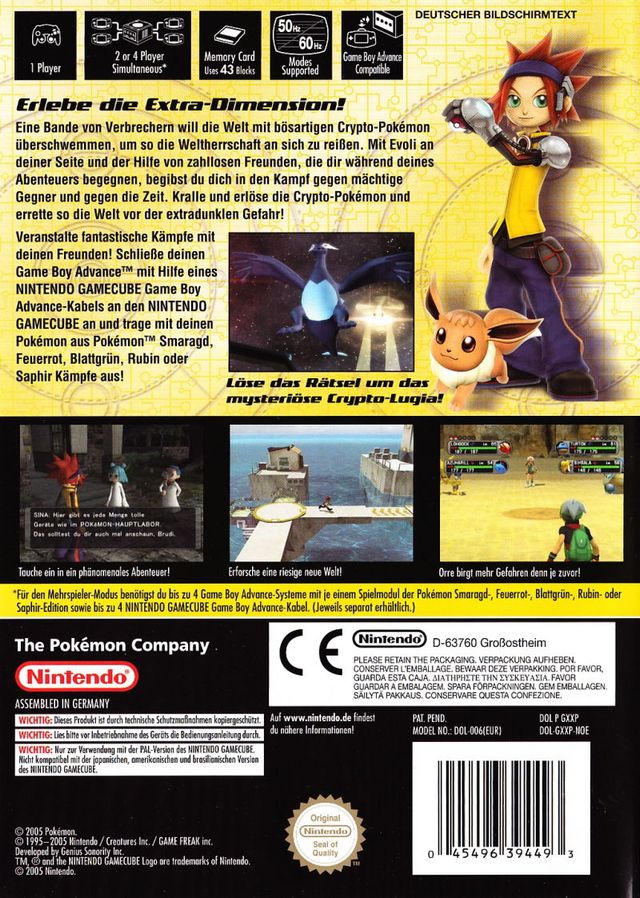 DEUTSCHER BILDSCHIRMTEXT
1 Player
2 or 4 Player
Simultaneous*
Memory Card
Uses 43 Blocks
50Hz
60Hz
Modes
Supported
Game Boy Advance
Compatible
Erlebe die Extra-Dimension!
Eine Bande von Verbrechern will die Welt mit bösartigen Crypto-Pokémon
überschwemmen, um so die Weltherrschaft an sich zu reißen. Mit Evoli an
deiner Seite und der Hilfe von zahllosen Freunden, die dir während deines
Abenteuers begegnen, begibst du dich in den Kampf gegen mächtige
Gegner und gegen die Zeit. Kralle und erlöse die Crypto-Pokémon und
errette so die Welt vor der extradunklen Gefahr!
Veranstalte fantastische Kämpfe mit
deinen Freunden! Schließe deinen
Game Boy Advance™ mit Hilfe eines
NINTENDO GAMECUBE Game Boy
Advance-Kabels an den NINTENDO
GAMECUBE an und trage mit deinen
Pokémon aus Pokémon™ Smaragd,
Feuerrot, Blattgrün, Rubin oder
Saphir Kämpfe aus!
Löse das Rätsel um das
mysteriöse Crypto-Lugia!
SINA: Hier gibt es jede Menge tolle
Geräte wie im POKéMON-HAUPTLABOR.
Das solltest du dir auch mal anschaun, Brudi.
Tauche ein in ein phänomenales Abenteuer!
Erforsche eine riesige neue Welt!
Orre birgt mehr Gefahren denn je zuvor!
*Für den Mehrspieler-Modus benötigst du bis zu 4 Game Boy Advance-Systeme mit je einem Spielmodul der Pokémon Smaragd-, Feuerrot-, Blattgrün-, Rubin- oder
Saphir-Edition sowie bis zu 4 NINTENDO GAMECUBE Game Boy Advance-Kabel. (Jeweils separat erhältlich.)
The Pokémon Company
Nintendo®
ASSEMBLED IN GERMANY
WICHTIG: Dieses Produkt ist durch technische Schutzmaßnahmen kopiergeschützt.
WICHTIG: Lies bitte vor Inbetriebnahme des Geräts die Bedienungsanleitung durch.
WICHTIG: Nur zur Verwendung mit der PAL-Version des NINTENDO GAMECUBE.
Nicht kompatibel mit der japanischen, amerikanischen und brasilianischen Version
des NINTENDO GAMECUBE.
CE
Nintendo® D-63760 Großostheim
PLEASE RETAIN THE PACKAGING. VERPACKUNG AUFHEBEN.
CONSERVER L'EMBALLAGE. BEWAAR DEZE VERPAKKING. POR FAVOR,
GUARDA ESTA CAJA. ΔΙΑΤΗΡΗΣΤΕ ΤΗΝ ΣΥΣΚΕΥΑΣΙΑ. FAVOR
GUARDAR A EMBALAGEM. SPARA FÖRPACKNINGEN. GEM EMBALLAGEN.
SÄILYTÄ PAKKAUS. CONSERVARE QUESTA CONFEZIONE.
Auf www.nintendo.de findest
du nähere Informationen!
PAT. PEND.
MODEL NO.: DOL-006(EUR)
DOL P GXXP
DOL-GXXP-NOE
Original
Nintendo
Seal of
Quality
© 2005 Pokémon.
© 1995–2005 Nintendo / Creatures Inc. / GAME FREAK inc.
Developed by Genius Sonority Inc.
TM, ® and the NINTENDO GAMECUBE Logo are trademarks of Nintendo.
© 2005 Nintendo.
0 45496 39449 3